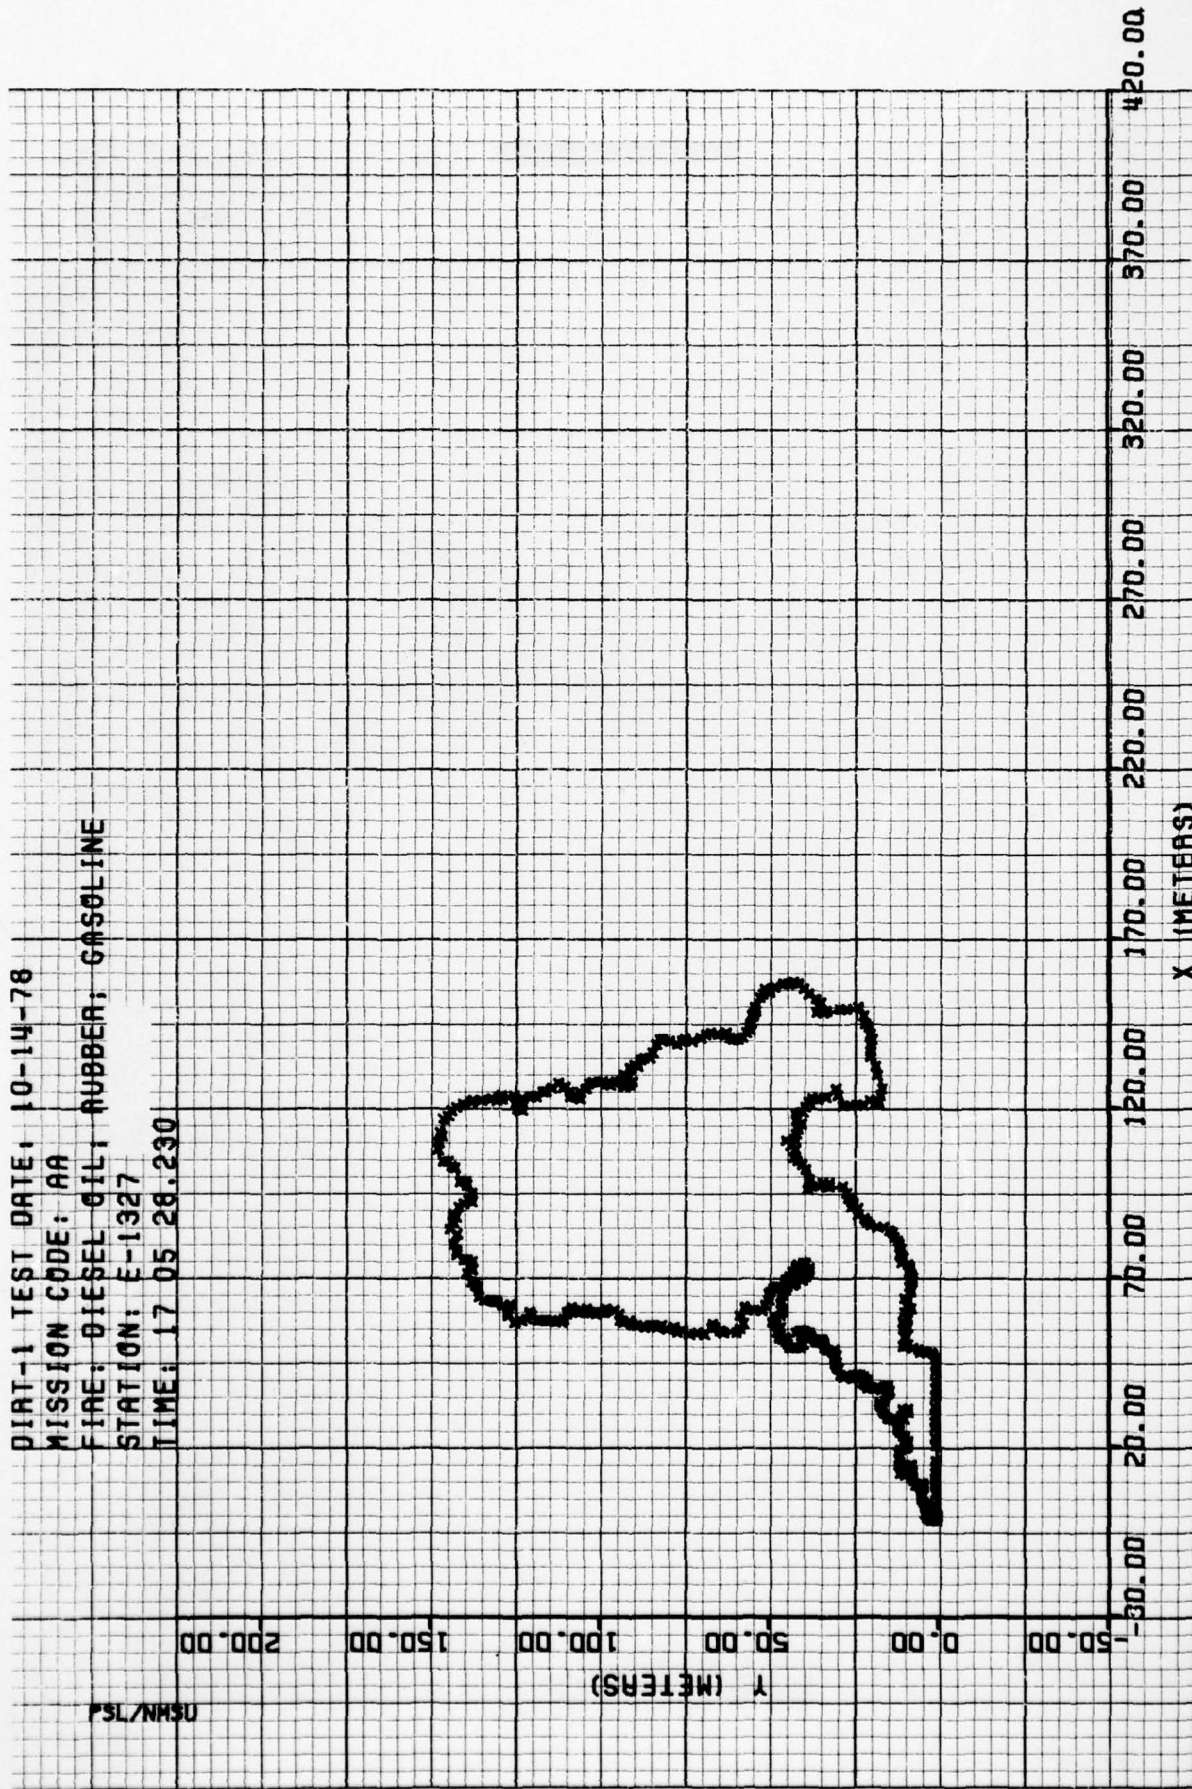 DIRT-1 TEST DATE: 10-14-78
MISSION CODE: AA
FIRE: DIESEL OIL; RUBBER; GASOLINE
STATION: E-1327
TIME: 17 05 26.230
PSL/NMSU
200.00
150.00
100.00
50.00
0.00
-50.00
Y (METERS)
-30.00 20.00 70.00 120.00 170.00 220.00 270.00 320.00 370.00 420.00
X (METERS)